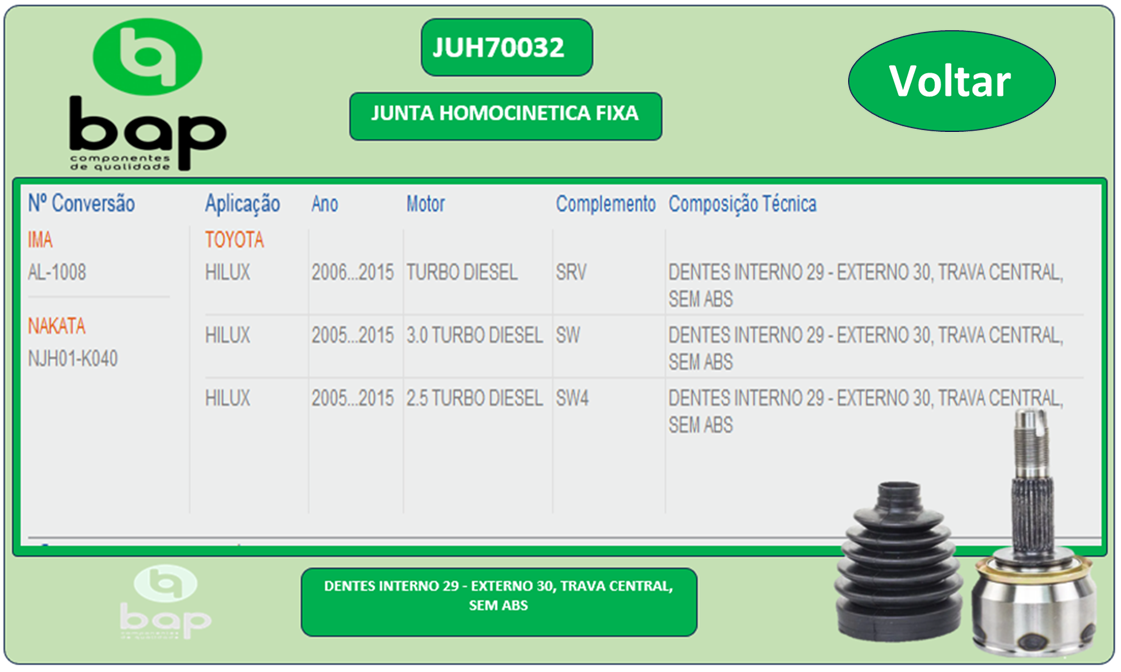 bap
componentes
de qualidade
JUH70032
JUNTA HOMOCINETICA FIXA
Voltar
Nº Conversão Aplicação Ano Motor Complemento Composição Técnica
IMA TOYOTA
AL-1008 HILUX 2006...2015 TURBO DIESEL SRV DENTES INTERNO 29 - EXTERNO 30, TRAVA CENTRAL,
SEM ABS
NAKATA
HILUX 2005...2015 3.0 TURBO DIESEL SW DENTES INTERNO 29 - EXTERNO 30, TRAVA CENTRAL,
NJH01-K040 SEM ABS
HILUX 2005...2015 2.5 TURBO DIESEL SW4 DENTES INTERNO 29 - EXTERNO 30, TRAVA CENTRAL,
SEM ABS
bap
componentes
de qualidade
DENTES INTERNO 29 - EXTERNO 30, TRAVA CENTRAL,
SEM ABS